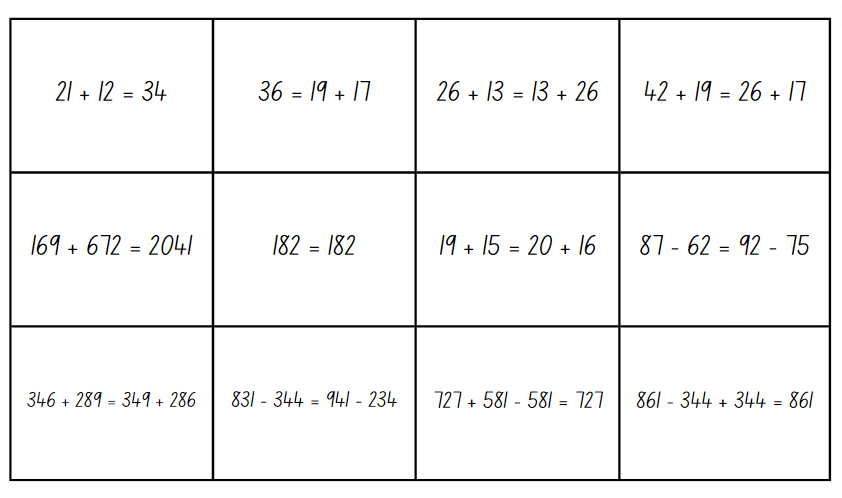 21 + 12 = 34
36 = 19 + 17
26 + 13 = 13 + 26
42 + 19 = 26 + 17
169 + 672 = 2041
182 = 182
19 + 15 = 20 + 16
87 - 62 = 92 - 75
346 + 289 = 349 + 286
831 - 344 = 941 - 234
727 + 581 - 581 = 727
861 - 344 + 344 = 861